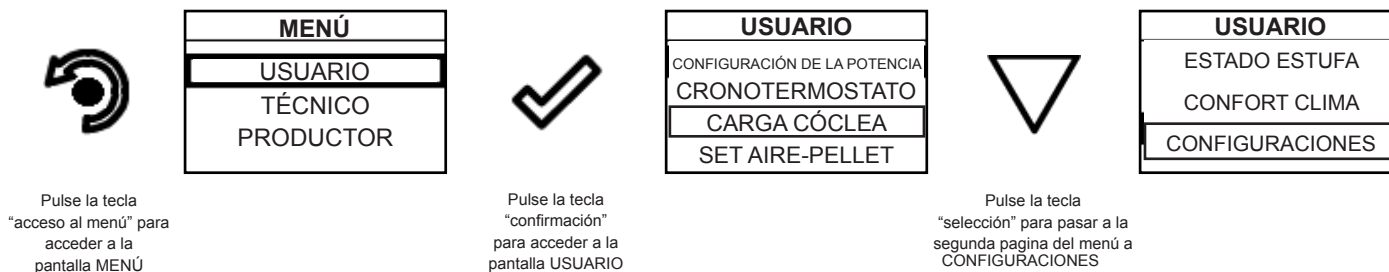 MENÚ
USUARIO
TÉCNICO
PRODUCTOR
Pulse la tecla
“acceso al menú” para
acceder a la
pantalla MENÚ
Pulse la tecla
“confirmación”
para acceder a la
pantalla USUARIO
USUARIO
CONFIGURACIÓN DE LA POTENCIA
CRONOTERMOSTATO
CARGA CÓCLEA
SET AIRE-PELLET
Pulse la tecla
“selección” para pasar a la
segunda pagina del menú a
CONFIGURACIONES
USUARIO
ESTADO ESTUFA
CONFORT CLIMA
CONFIGURACIONES